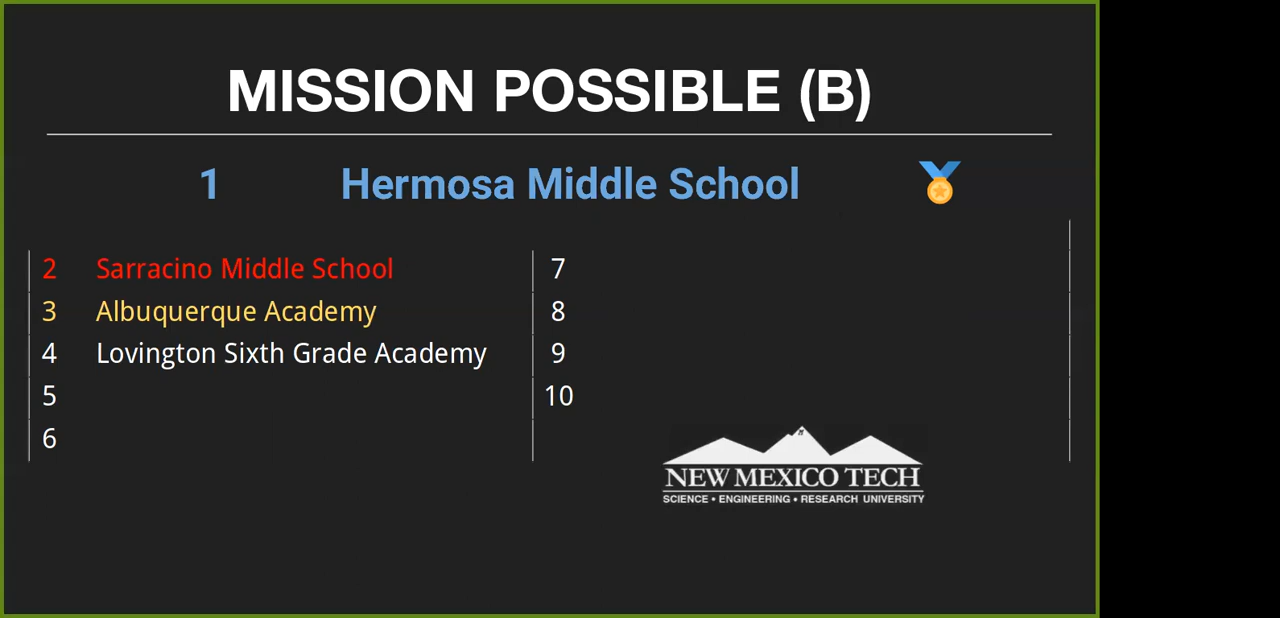 MISSION POSSIBLE (B)
1 Hermosa Middle School
2 Sarracino Middle School
3 Albuquerque Academy
4 Lovington Sixth Grade Academy
5
6
7
8
9
10
NEW MEXICO TECH
SCIENCE • ENGINEERING • RESEARCH UNIVERSITY